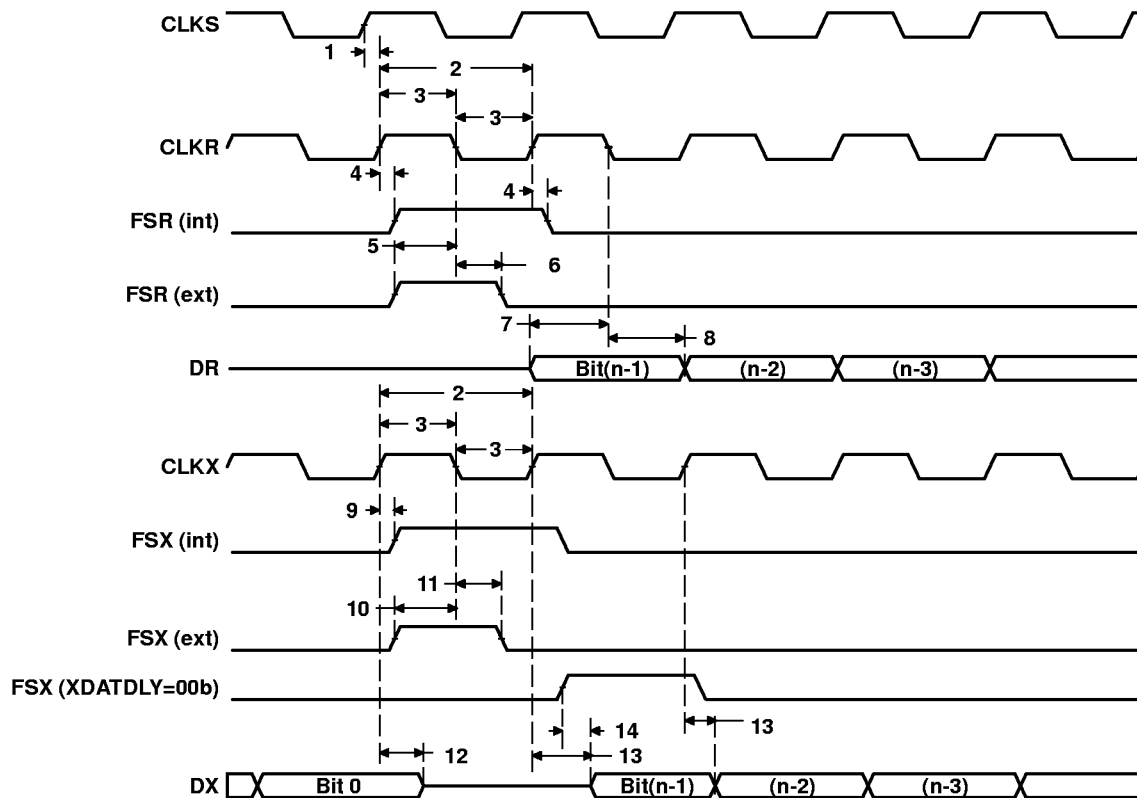 CLKS
1
2
3
3
CLKR
4
4
FSR (int)
5
6
FSR (ext)
7
8
DR
Bit(n-1)
(n-2)
(n-3)
2
3
3
CLKX
9
FSX (int)
11
10
FSX (ext)
FSX (XDATDLY=00b)
14
13
12
13
DX
Bit 0
Bit(n-1)
(n-2)
(n-3)